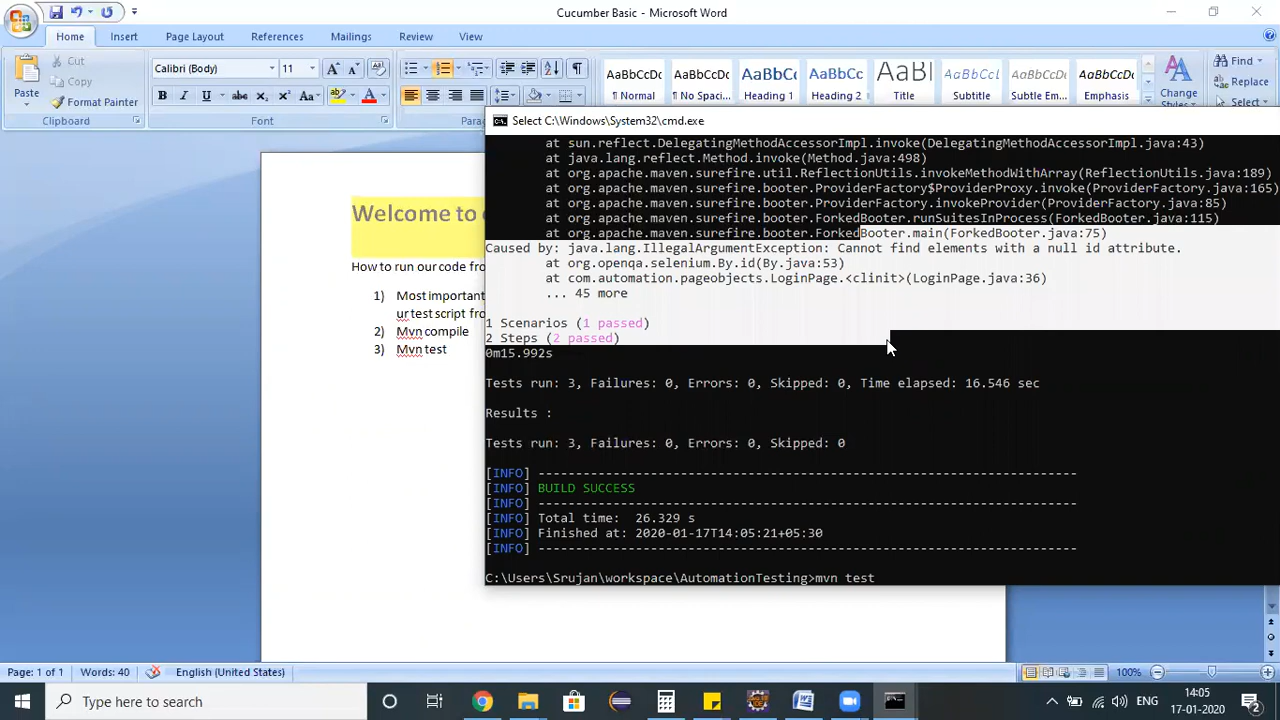 Cucumber Basic - Microsoft Word
Home Insert Page Layout References Mailings Review View
Paste
Cut
Copy
Format Painter
Clipboard
Calibri (Body) 11
Font
AaBbCcDc AaBbCcDc AaBbC AaBbCc AaB AaBbCcL AaBbCcDc AaBbCcDc
¶ Normal ¶ No Spaci... Heading 1 Heading 2 Title Subtitle Subtle Em... Emphasis
Change
Styles
Find
Replace
Select
Welcome to
How to run our code fro
1) Most important
ur test script fro
2) Mvn compile
3) Mvn test
Select C:\Windows\System32\cmd.exe
at sun.reflect.DelegatingMethodAccessorImpl.invoke(DelegatingMethodAccessorImpl.java:43)
at java.lang.reflect.Method.invoke(Method.java:498)
at org.apache.maven.surefire.util.ReflectionUtils.invokeMethodWithArray(ReflectionUtils.java:189)
at org.apache.maven.surefire.booter.ProviderFactory$ProviderProxy.invoke(ProviderFactory.java:165)
at org.apache.maven.surefire.booter.ProviderFactory.invokeProvider(ProviderFactory.java:85)
at org.apache.maven.surefire.booter.ForkedBooter.runSuitesInProcess(ForkedBooter.java:115)
at org.apache.maven.surefire.booter.ForkedBooter.main(ForkedBooter.java:75)
Caused by: java.lang.IllegalArgumentException: Cannot find elements with a null id attribute.
at org.openqa.selenium.By.id(By.java:53)
at com.automation.pageobjects.LoginPage.<clinit>(LoginPage.java:36)
... 45 more
1 Scenarios (1 passed)
2 Steps (2 passed)
0m15.992s
Tests run: 3, Failures: 0, Errors: 0, Skipped: 0, Time elapsed: 16.546 sec
Results :
Tests run: 3, Failures: 0, Errors: 0, Skipped: 0
[INFO] ------------------------------------------------------------------------
[INFO] BUILD SUCCESS
[INFO] ------------------------------------------------------------------------
[INFO] Total time: 26.329 s
[INFO] Finished at: 2020-01-17T14:05:21+05:30
[INFO] ------------------------------------------------------------------------
C:\Users\Srujan\workspace\AutomationTesting>mvn test
Page: 1 of 1 Words: 40 English (United States) 100%
Type here to search
ENG
14:05
17-01-2020
2